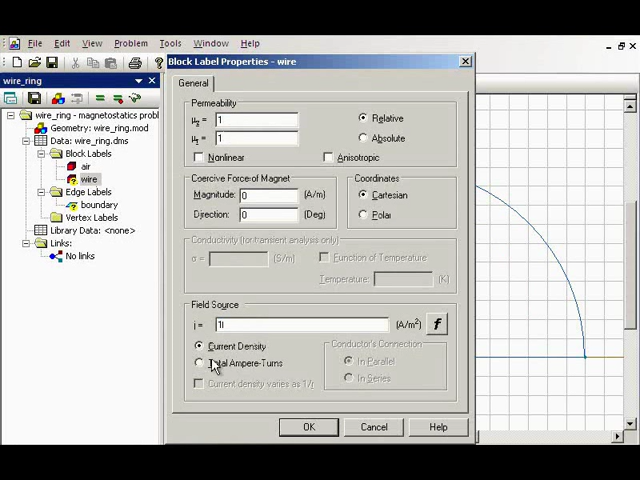 File Edit View Problem Tools Window Help
wire_ring
wire_ring - magnetostatics probl
Geometry: wire_ring.mod
Data: wire_ring.dms
Block Labels
air
wire
Edge Labels
boundary
Vertex Labels
Library Data: <none>
Links:
No links
Block Label Properties - wire
General
Permeability
= 1
= 1
Relative
Absolute
Nonlinear
Anisotropic
Coercive Force of Magnet
Magnitude: 0 (A/m)
Direction: 0 (Deg)
Coordinates
Cartesian
Polar
Conductivity (for transient analysis only)
σ = (S/m)
Function of Temperature
Temperature: (K)
Field Source
j = (A/m²) f
Current Density
Total Ampere-Turns
Current density varies as 1/r
Conductor's Connection
In Parallel
In Series
OK Cancel Help